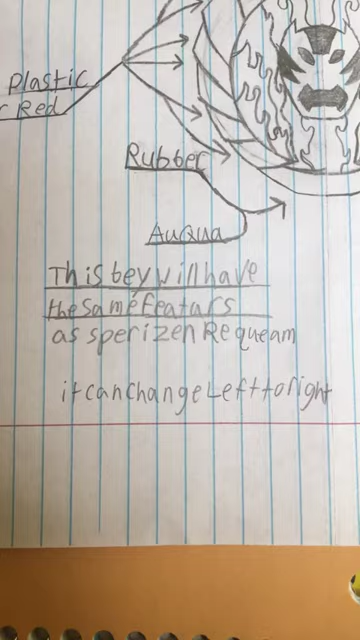 Plastic
r Red
Rubber
Auqua
This bey will have
the same featars
as sperizen Requeam
it can change Left to right